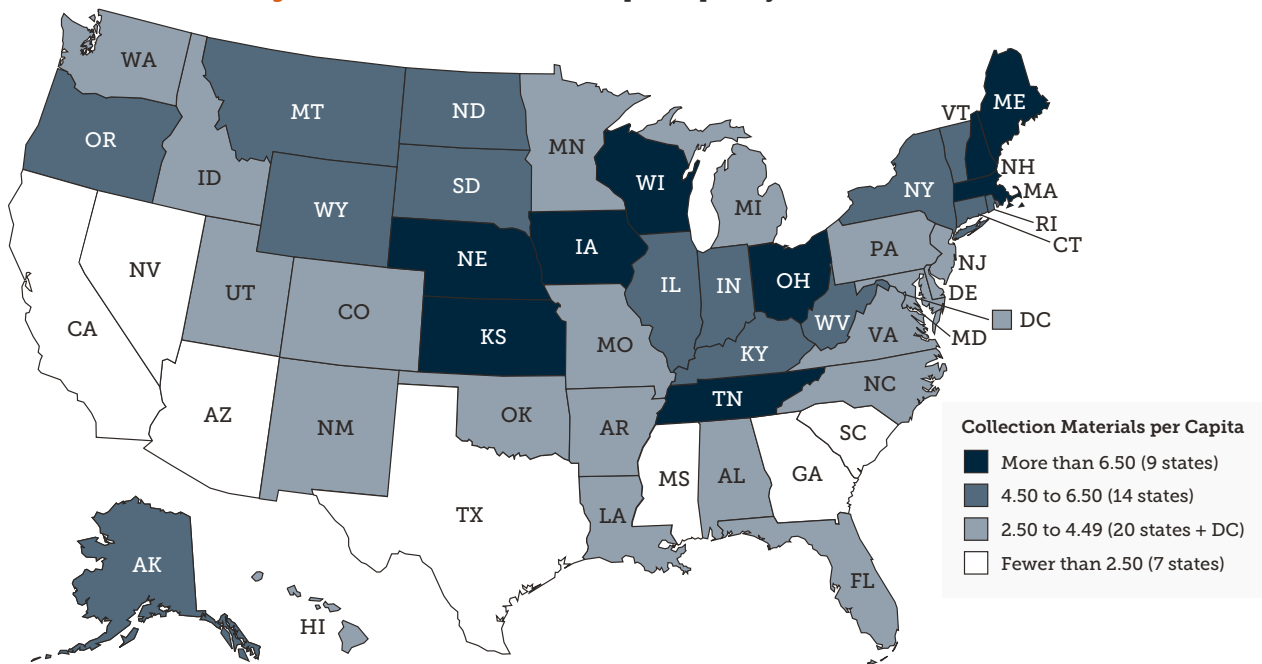 WA
MT
ND
VT
ME
OR
MN
ID
SD
WI
NH
MA
WY
MI
NY
RI
CT
NE
IA
PA
NV
NJ
UT
IL
IN
OH
DE
CO
DC
CA
KS
MO
WV
VA
MD
KY
NC
TN
AZ
NM
OK
AR
SC
MS
AL
GA
TX
LA
AK
FL
HI
Collection Materials per Capita
More than 6.50 (9 states)
4.50 to 6.50 (14 states)
2.50 to 4.49 (20 states + DC)
Fewer than 2.50 (7 states)